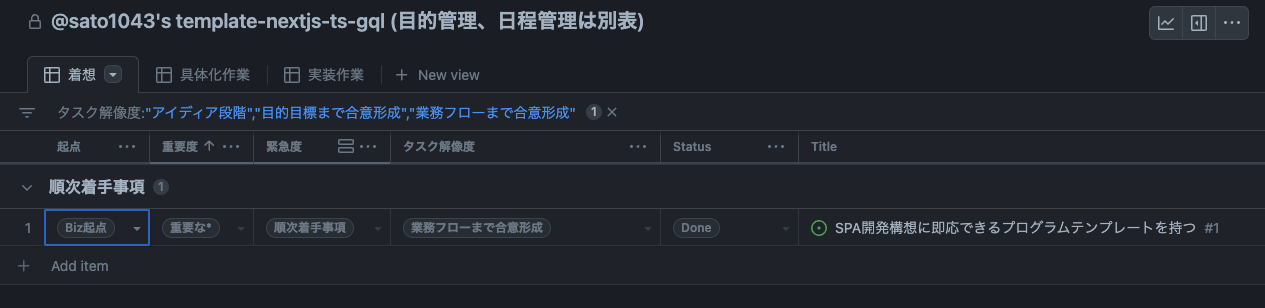 @sato1043's template-nextjs-ts-gql (目的管理、日程管理は別表)
着想 具体化作業 実装作業 + New view
タスク解像度:"アイディア段階","目的目標まで合意形成","業務フローまで合意形成" 1 ×
起点 … 重要度 ↑ … 緊急度 … タスク解像度 … Status … Title
順次着手事項 1
1 Biz起点 重要な* 順次着手事項 業務フローまで合意形成 Done SPA開発構想に即応できるプログラムテンプレートを持つ #1
+ Add item